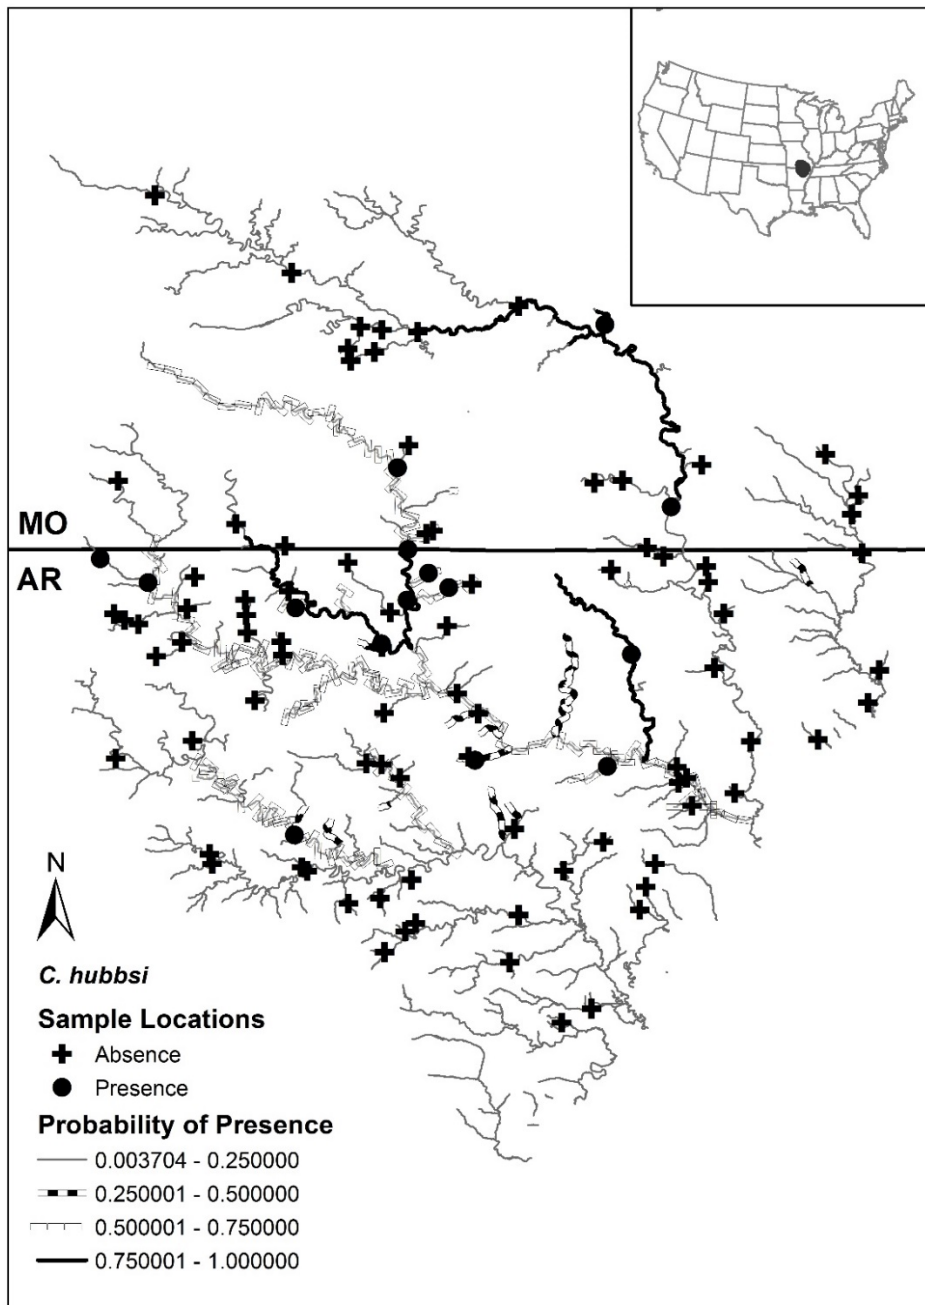 MO
AR
N
C. hubbsi
Sample Locations
Absence
Presence
Probability of Presence
0.003704 - 0.250000
0.250001 - 0.500000
0.500001 - 0.750000
0.750001 - 1.000000